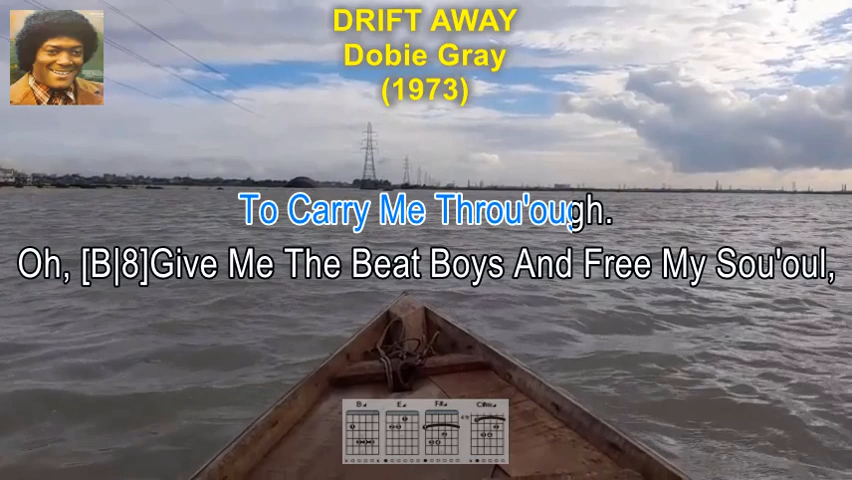 DRIFT AWAY
Dobie Gray
(1973)
To Carry Me Throu'ough.
Oh, [B|8]Give Me The Beat Boys And Free My Sou'oul,